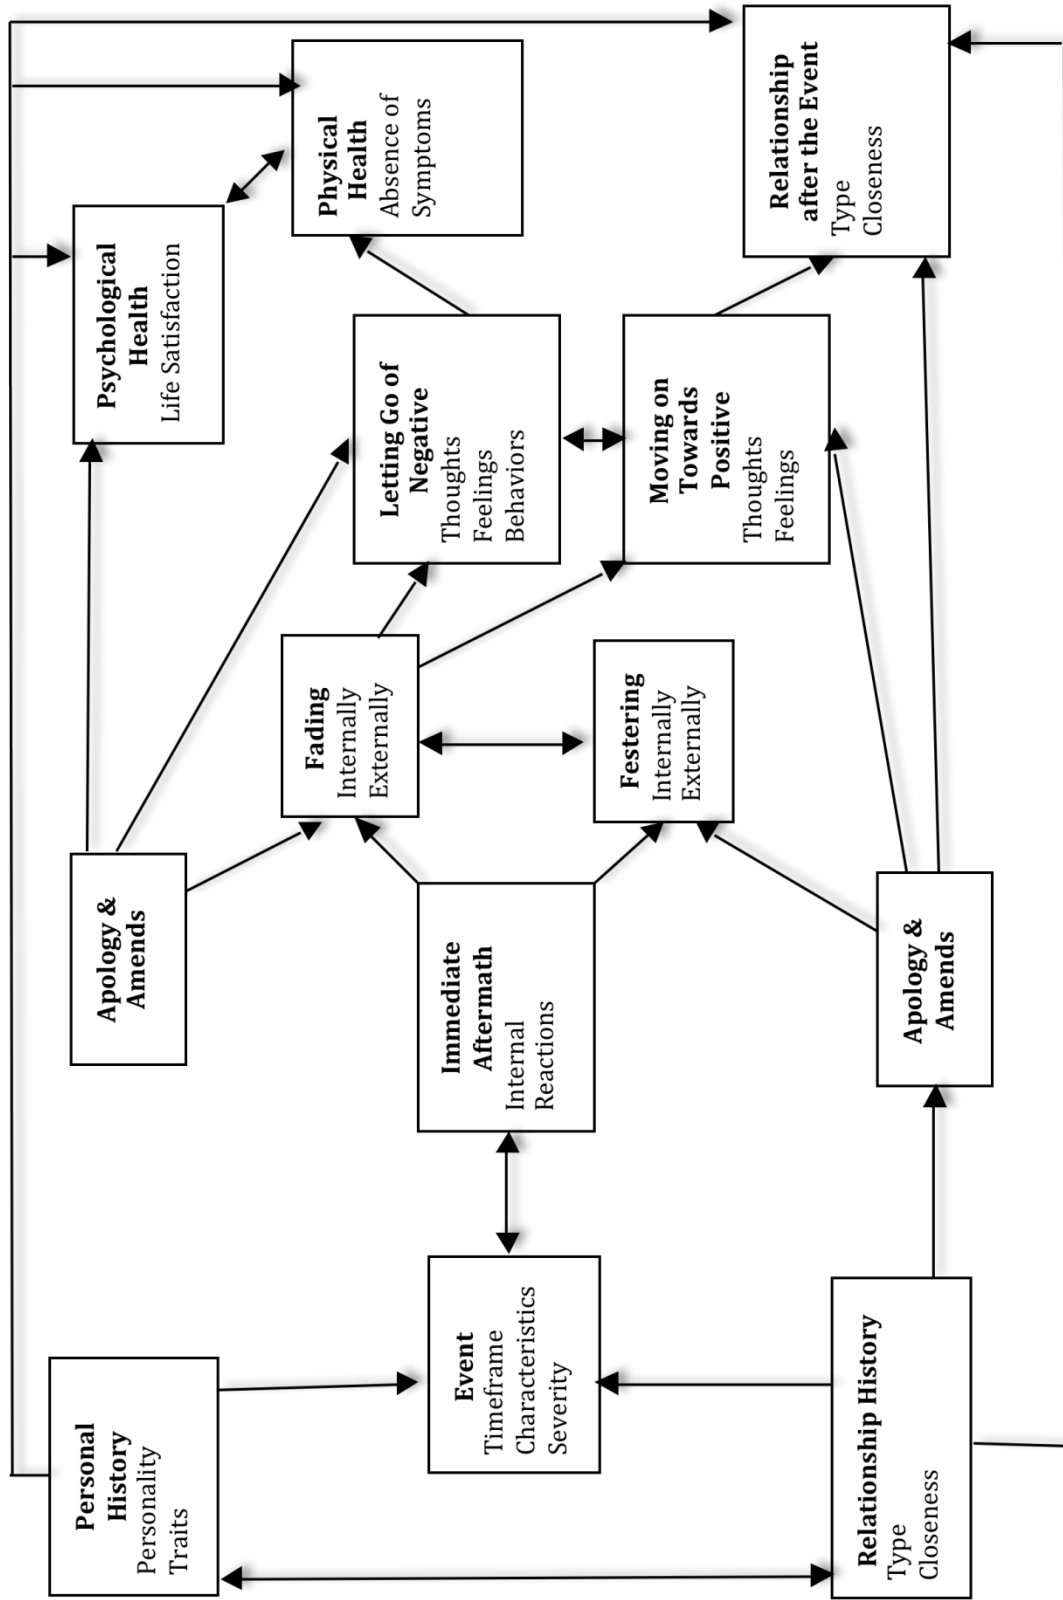 Personal
History
Personality
Traits
Event
Timeframe
Characteristics
Severity
Relationship History
Type
Closeness
Apology &
Amends
Immediate
Aftermath
Internal
Reactions
Apology &
Amends
Fading
Internally
Externally
Festering
Internally
Externally
Psychological
Health
Life Satisfaction
Letting Go of
Negative
Thoughts
Feelings
Behaviors
Moving on
Towards
Positive
Thoughts
Feelings
Physical
Health
Absence of
Symptoms
Relationship
after the Event
Type
Closeness